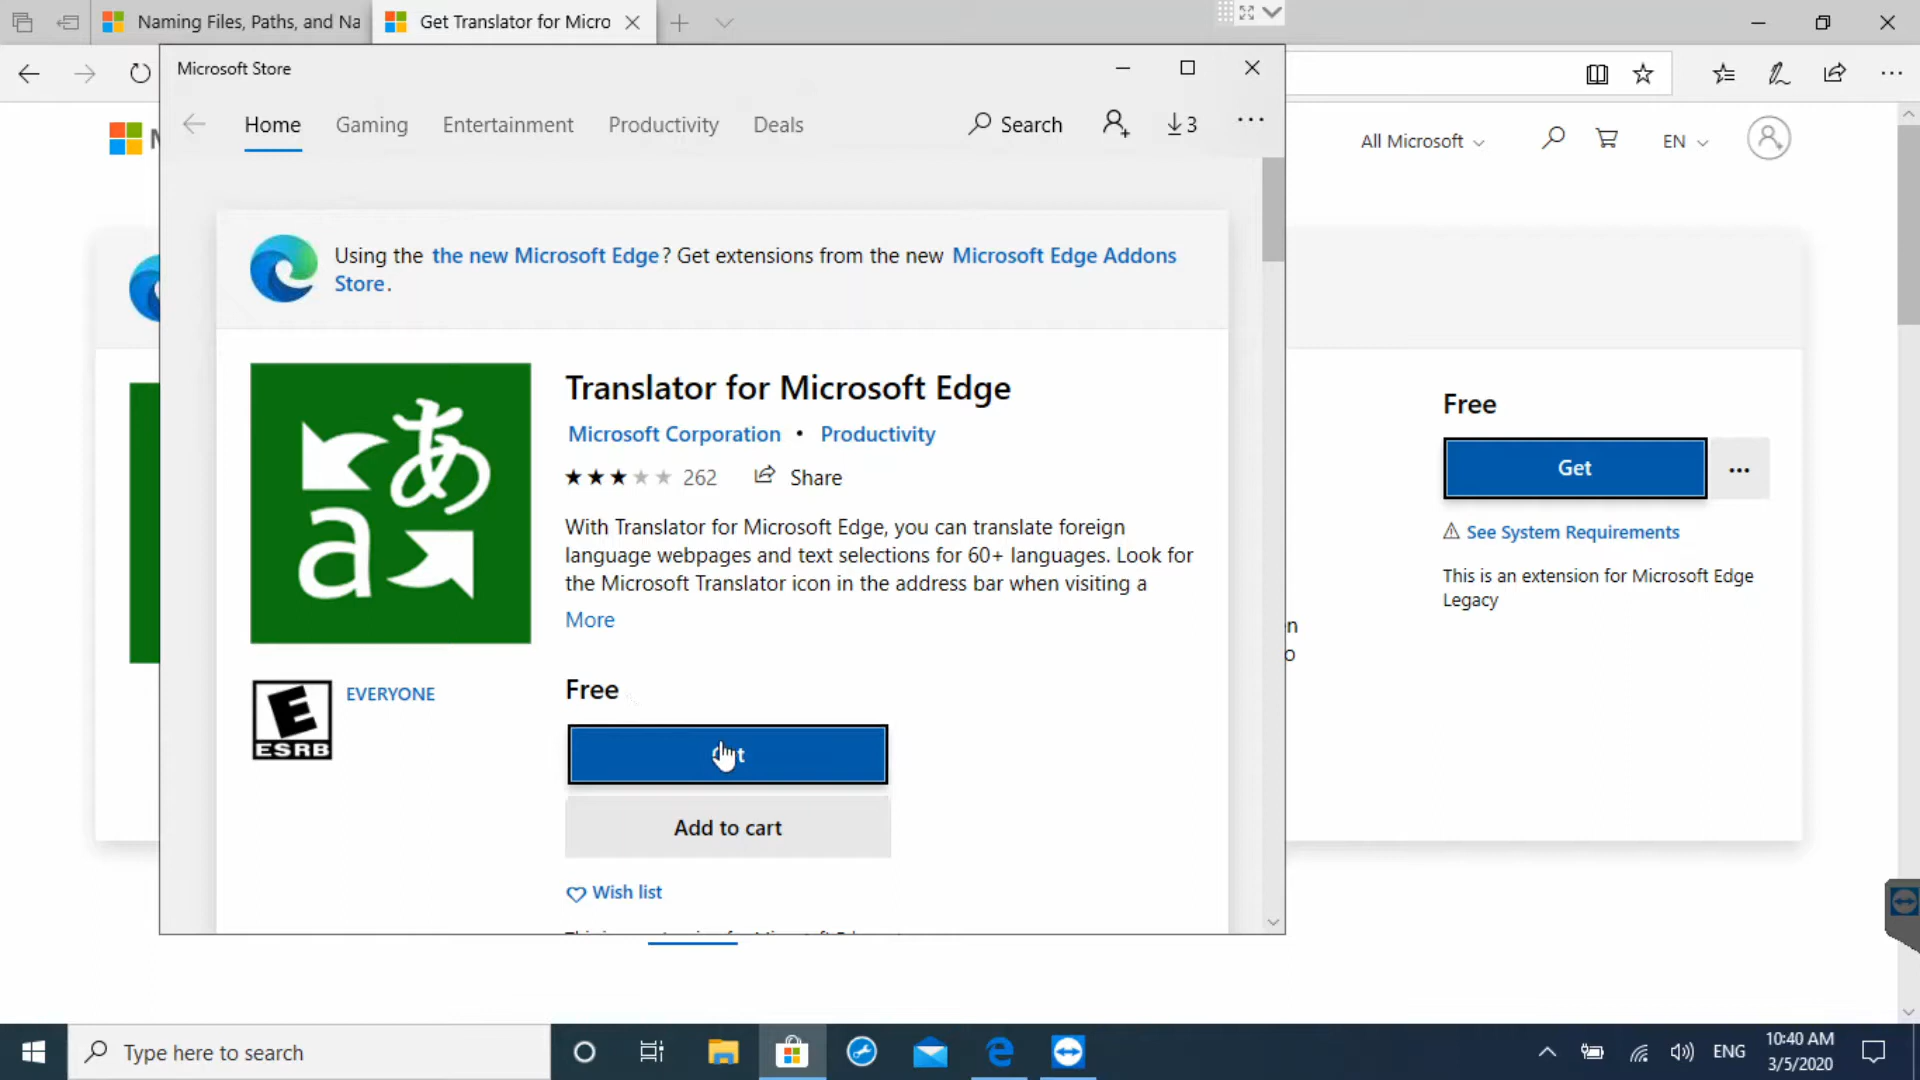 Naming Files, Paths, and Na
Get Translator for Micro
Microsoft Store
Home
Gaming
Entertainment
Productivity
Deals
Search
3
All Microsoft
EN
Using the the new Microsoft Edge? Get extensions from the new Microsoft Edge Addons
Store.
あ
a
Translator for Microsoft Edge
Microsoft Corporation • Productivity
262
Share
With Translator for Microsoft Edge, you can translate foreign
language webpages and text selections for 60+ languages. Look for
the Microsoft Translator icon in the address bar when visiting a
More
E
ESRB
EVERYONE
Free
Add to cart
Wish list
Free
Get
See System Requirements
This is an extension for Microsoft Edge
Legacy
n
o
Type here to search
ENG
10:40 AM
3/5/2020